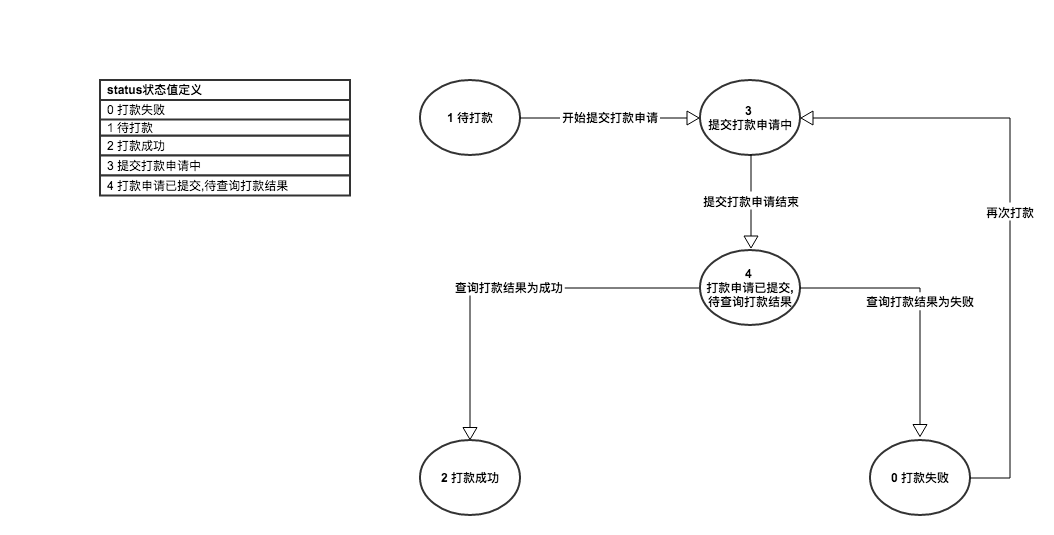 status状态值定义
0 打款失败
1 待打款
2 打款成功
3 提交打款申请中
4 打款申请已提交,待查询打款结果
1 待打款
开始提交打款申请
3
提交打款申请中
提交打款申请结束
再次打款
4
打款申请已提交,
待查询打款结果
查询打款结果为成功
查询打款结果为失败
2 打款成功
0 打款失败